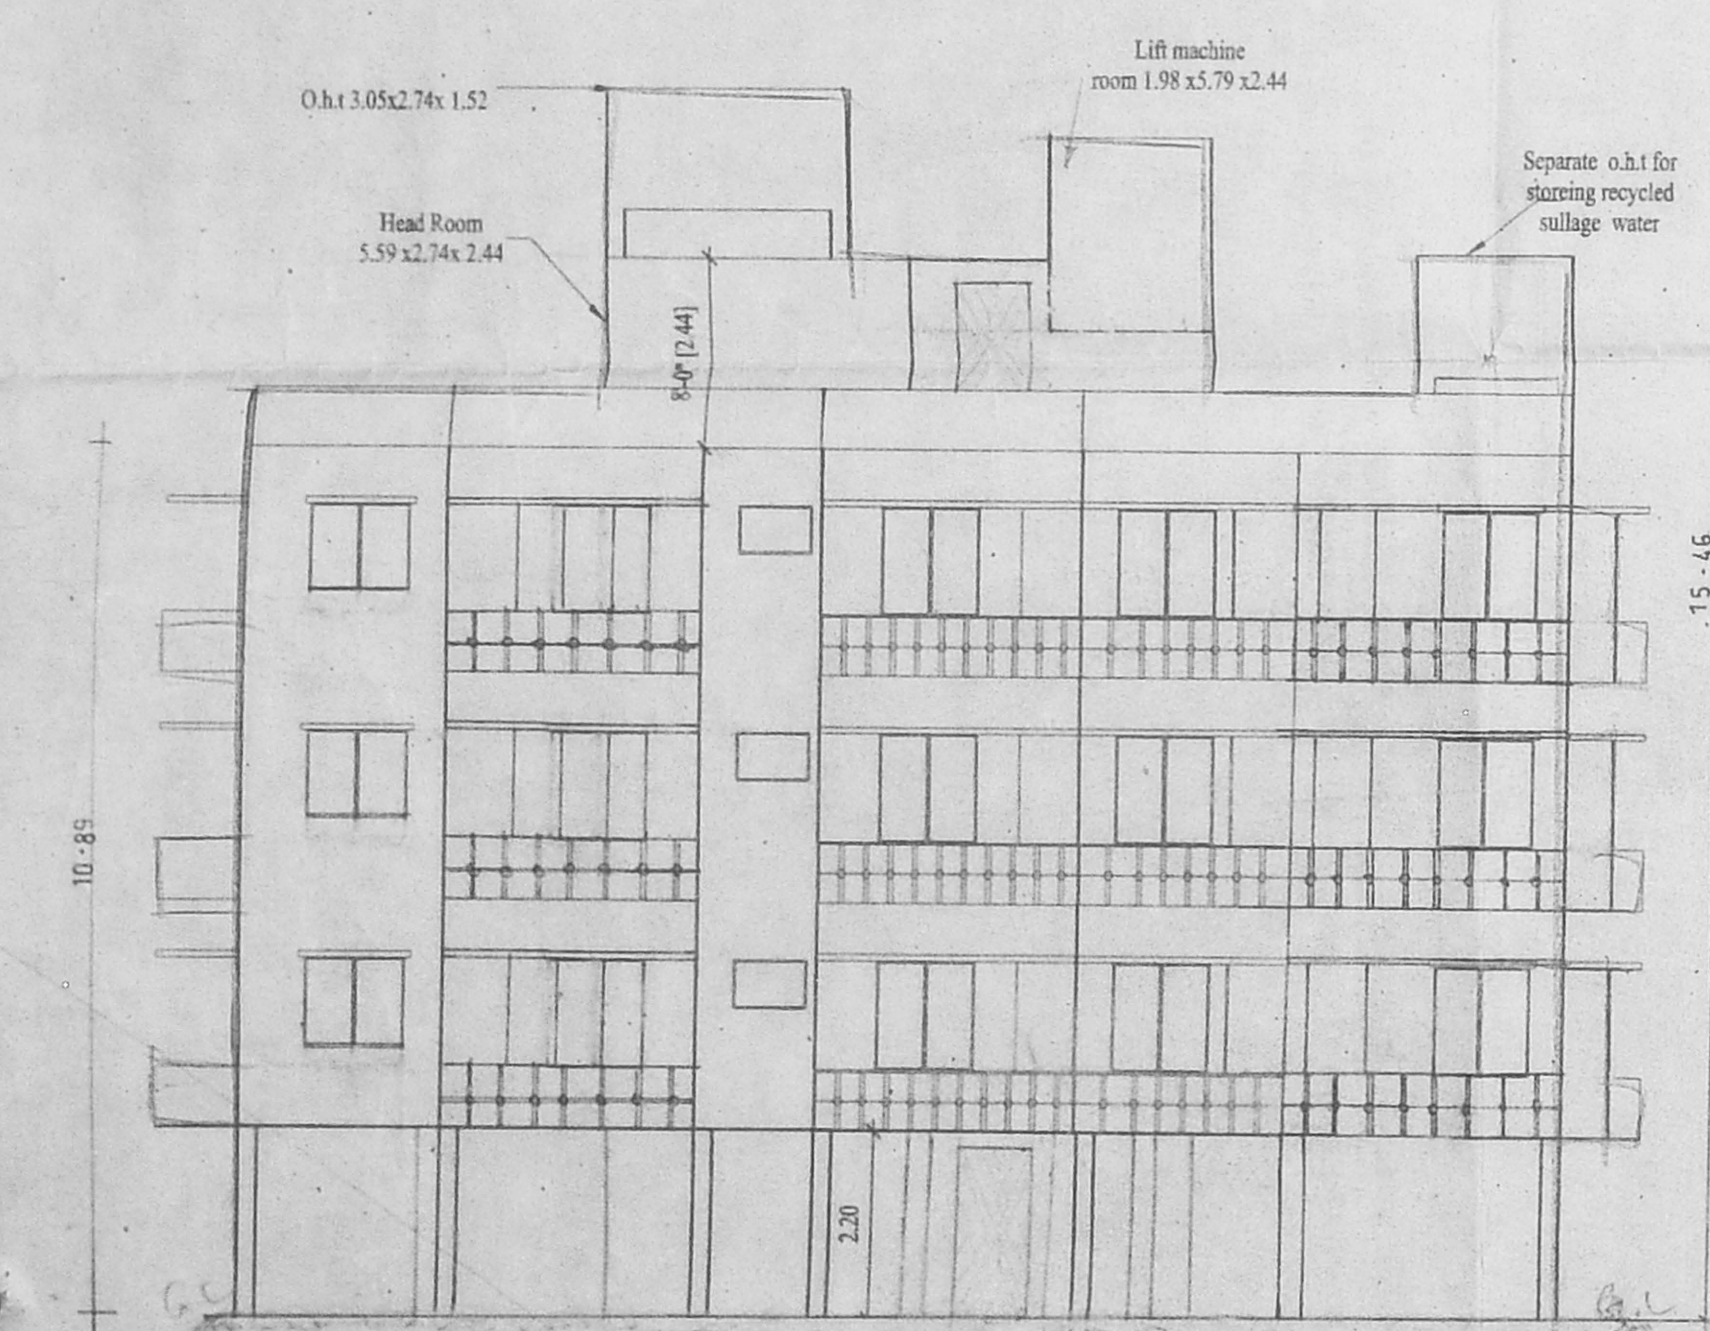 Lift machine
room 1.98 x5.79 x2.44
O.h.t 3.05x2.74x 1.52
Separate o.h.t for
storeing recycled
sullage water
Head Room
5.59 x2.74x 2.44
8'-0" [2.44]
15.46
10.89
2.20
G.L